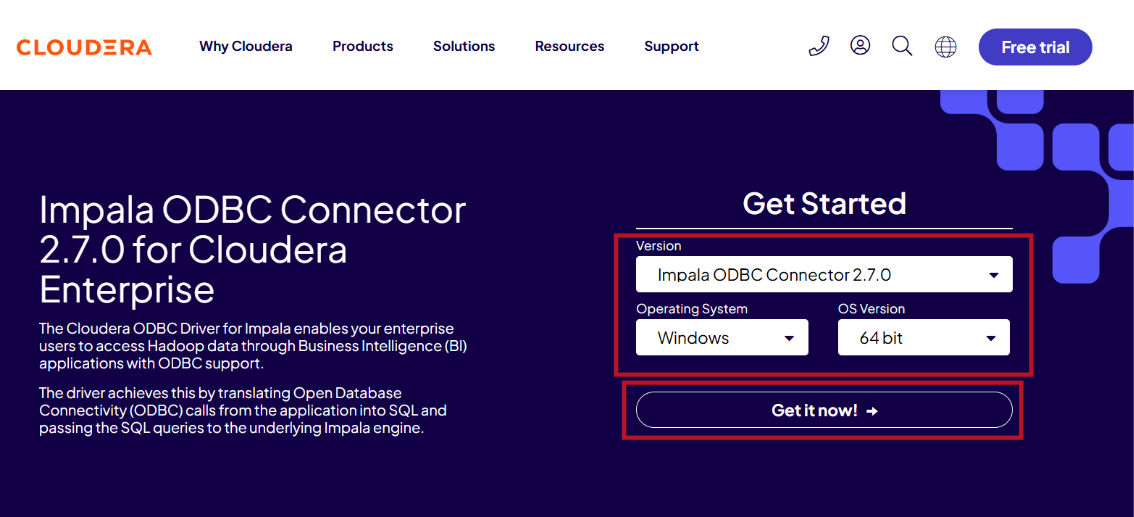 CLOUDERA
Why Cloudera
Products
Solutions
Resources
Support
Free trial
Impala ODBC Connector
2.7.0 for Cloudera
Enterprise
The Cloudera ODBC Driver for Impala enables your enterprise
users to access Hadoop data through Business Intelligence (BI)
applications with ODBC support.
The driver achieves this by translating Open Database
Connectivity (ODBC) calls from the application into SQL and
passing the SQL queries to the underlying Impala engine.
Get Started
Version
Impala ODBC Connector 2.7.0
Operating System
OS Version
Windows
64 bit
Get it now! →